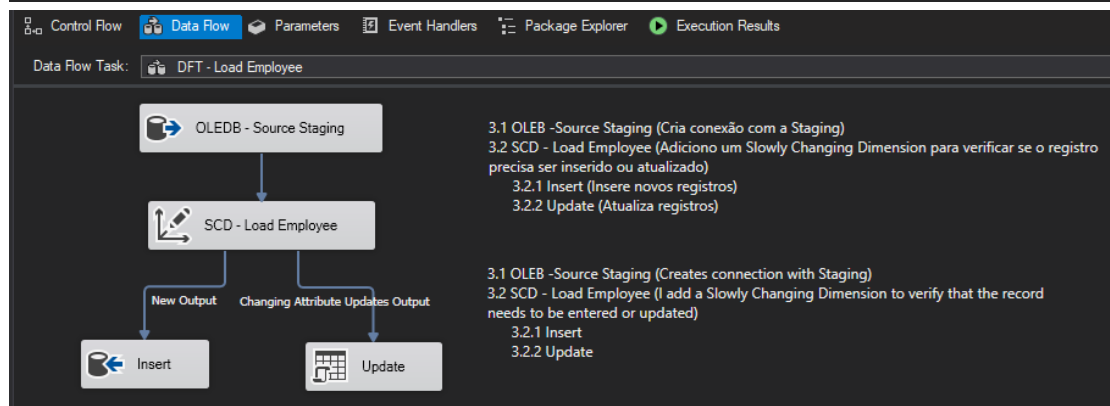 Control Flow Data Flow Parameters Event Handlers Package Explorer Execution Results
Data Flow Task: DFT - Load Employee
OLEDB - Source Staging
SCD - Load Employee
New Output Changing Attribute Updates Output
Insert Update
3.1 OLEB -Source Staging (Cria conexão com a Staging)
3.2 SCD - Load Employee (Adiciono um Slowly Changing Dimension para verificar se o registro
precisa ser inserido ou atualizado)
3.2.1 Insert (Insere novos registros)
3.2.2 Update (Atualiza registros)
3.1 OLEB -Source Staging (Creates connection with Staging)
3.2 SCD - Load Employee (I add a Slowly Changing Dimension to verify that the record
needs to be entered or updated)
3.2.1 Insert
3.2.2 Update